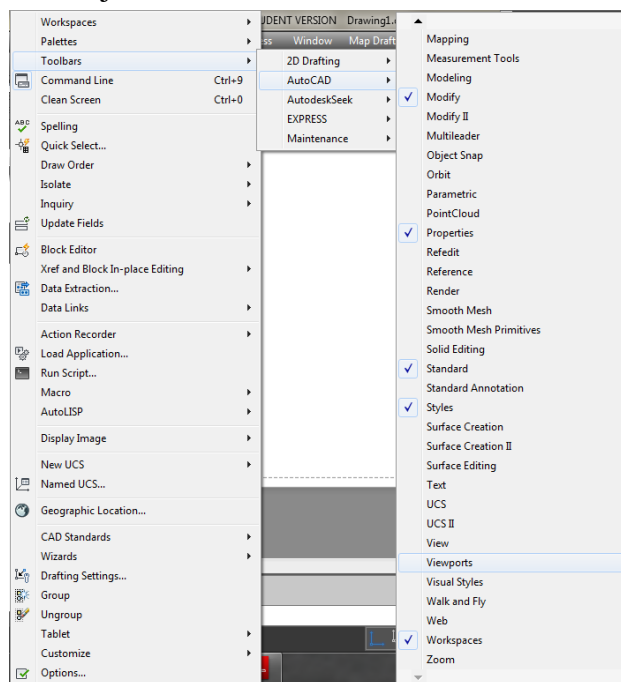 Workspaces
Palettes
Toolbars
Command Line Ctrl+9
Clean Screen Ctrl+0
ABC
Spelling
Quick Select...
Draw Order
Isolate
Inquiry
Update Fields
Block Editor
Xref and Block In-place Editing
Data Extraction...
Data Links
Action Recorder
Load Application...
Run Script...
Macro
AutoLISP
Display Image
New UCS
Named UCS...
Geographic Location...
CAD Standards
Wizards
Drafting Settings...
Group
Ungroup
Tablet
Customize
Options...
UDENT VERSION Drawing1.
ss Window Map Draft
2D Drafting
AutoCAD
AutodeskSeek
EXPRESS
Maintenance
Mapping
Measurement Tools
Modeling
Modify
Modify II
Multileader
Object Snap
Orbit
Parametric
PointCloud
Properties
Refedit
Reference
Render
Smooth Mesh
Smooth Mesh Primitives
Solid Editing
Standard
Standard Annotation
Styles
Surface Creation
Surface Creation II
Surface Editing
Text
UCS
UCS II
View
Viewports
Visual Styles
Walk and Fly
Web
Workspaces
Zoom